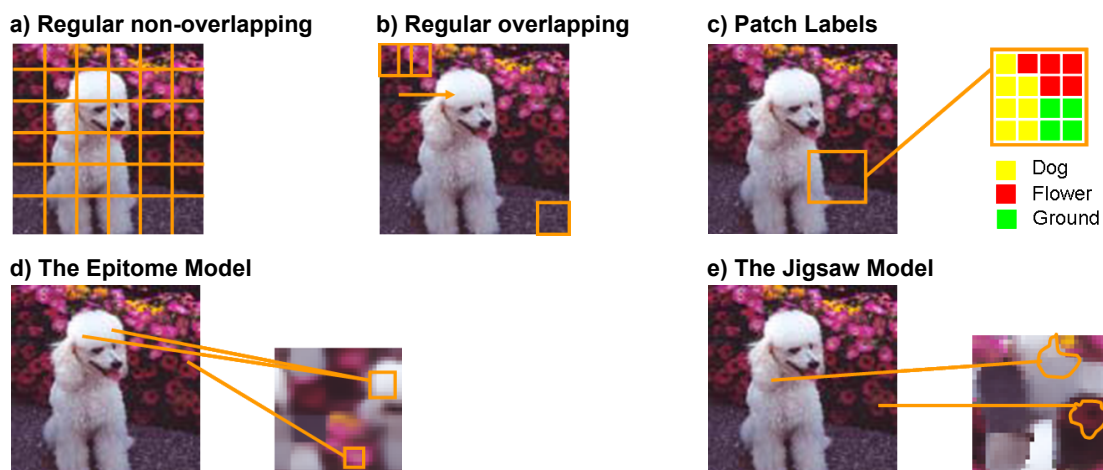 a) Regular non-overlapping
b) Regular overlapping
c) Patch Labels
Dog
Flower
Ground
d) The Epitome Model
e) The Jigsaw Model